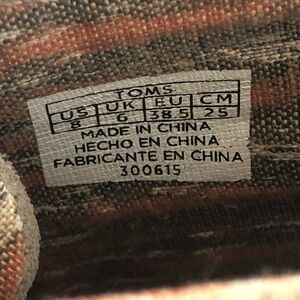 TOMS
US UK EU CM
8 6 38.5 25
MADE IN CHINA
HECHO EN CHINA
FABRICANTE EN CHINA
300615